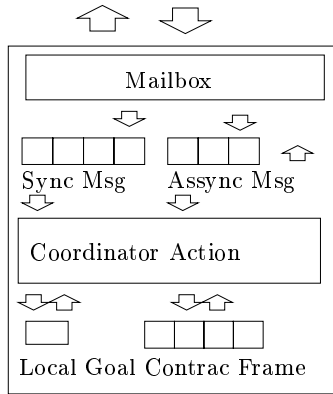 Mailbox
Sync Msg Assync Msg
Coordinator Action
Local Goal Contrac Frame